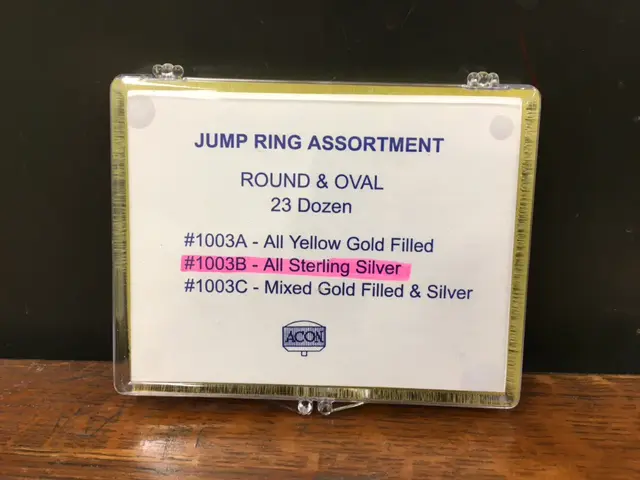 JUMP RING ASSORTMENT
ROUND & OVAL
23 Dozen
#1003A - All Yellow Gold Filled
#1003B - All Sterling Silver
#1003C - Mixed Gold Filled & Silver
ACON